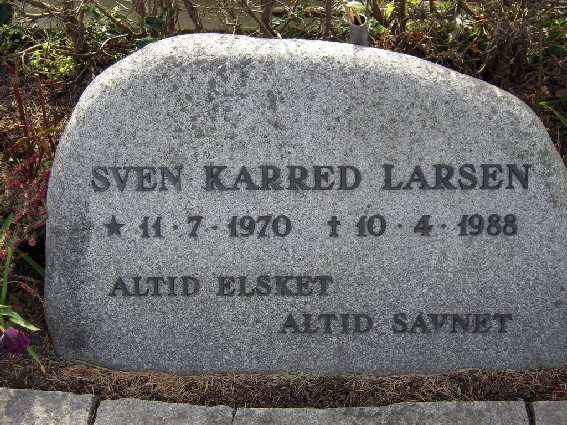 SVEN KARRED LARSEN
★ 11·7·1970 ✝ 10·4·1988
ALTID ELSKET
ALTID SAVNET